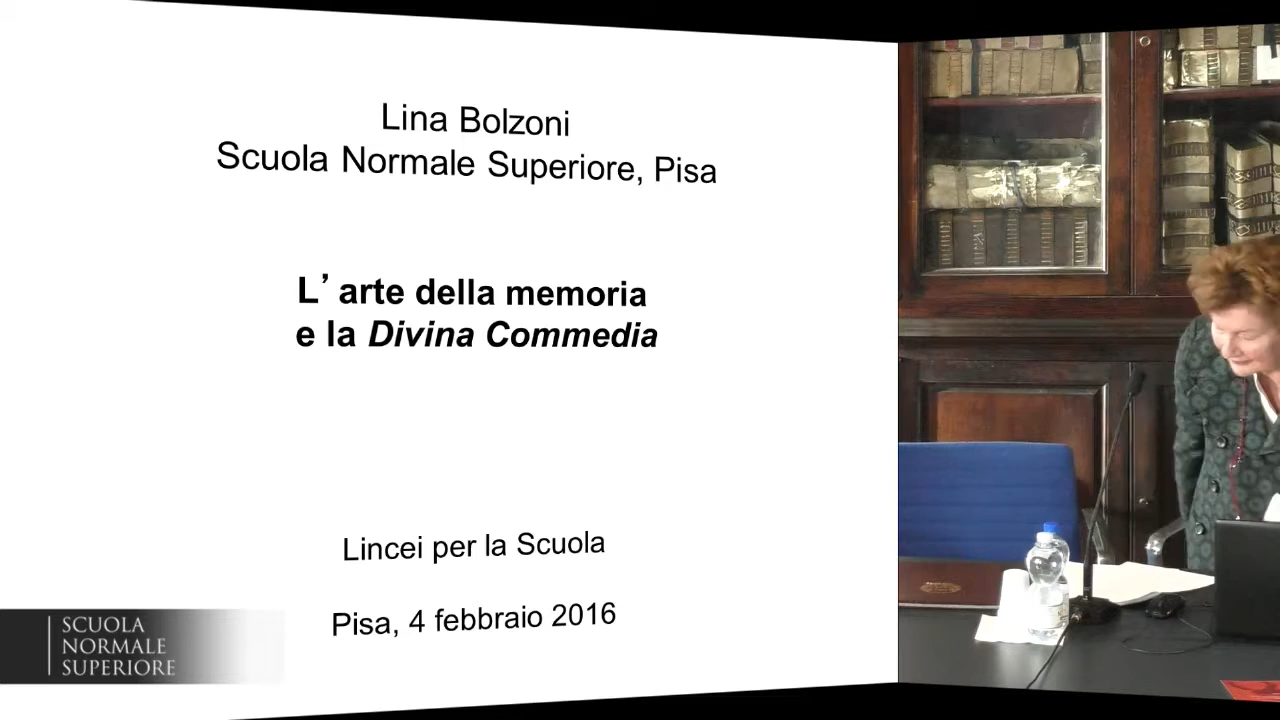 Lina Bolzoni
Scuola Normale Superiore, Pisa
L’ arte della memoria
e la Divina Commedia
Lincei per la Scuola
Pisa, 4 febbraio 2016
SCUOLA
NORMALE
SUPERIORE